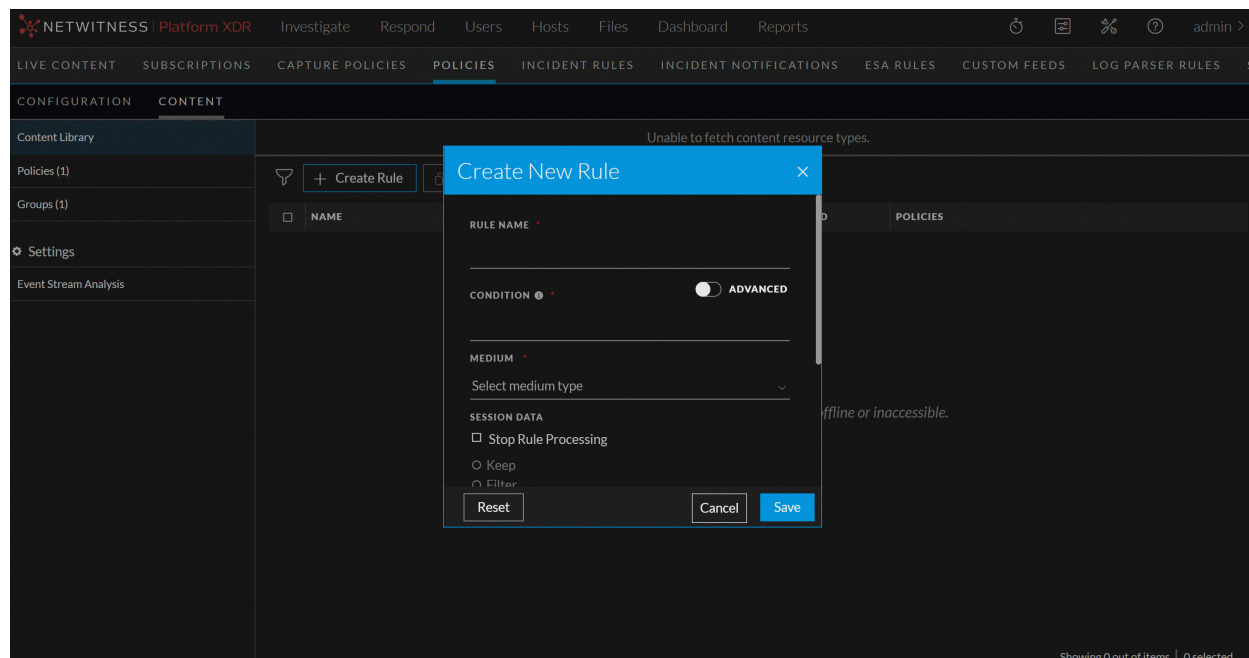 NETWITNESS Platform XDR Investigate Respond Users Hosts Files Dashboard Reports admin >
LIVE CONTENT SUBSCRIPTIONS CAPTURE POLICIES POLICIES INCIDENT RULES INCIDENT NOTIFICATIONS ESA RULES CUSTOM FEEDS LOG PARSER RULES
CONFIGURATION CONTENT
Content Library
Unable to fetch content resource types.
Policies (1)
+ Create Rule
Create New Rule
Groups (1)
NAME
POLICIES
RULE NAME *
Settings
Event Stream Analysis
CONDITION *
ADVANCED
MEDIUM *
Select medium type
offline or inaccessible.
SESSION DATA
Stop Rule Processing
Keep
Filter
Reset Cancel Save
Showing 0 out of items | 0 selected